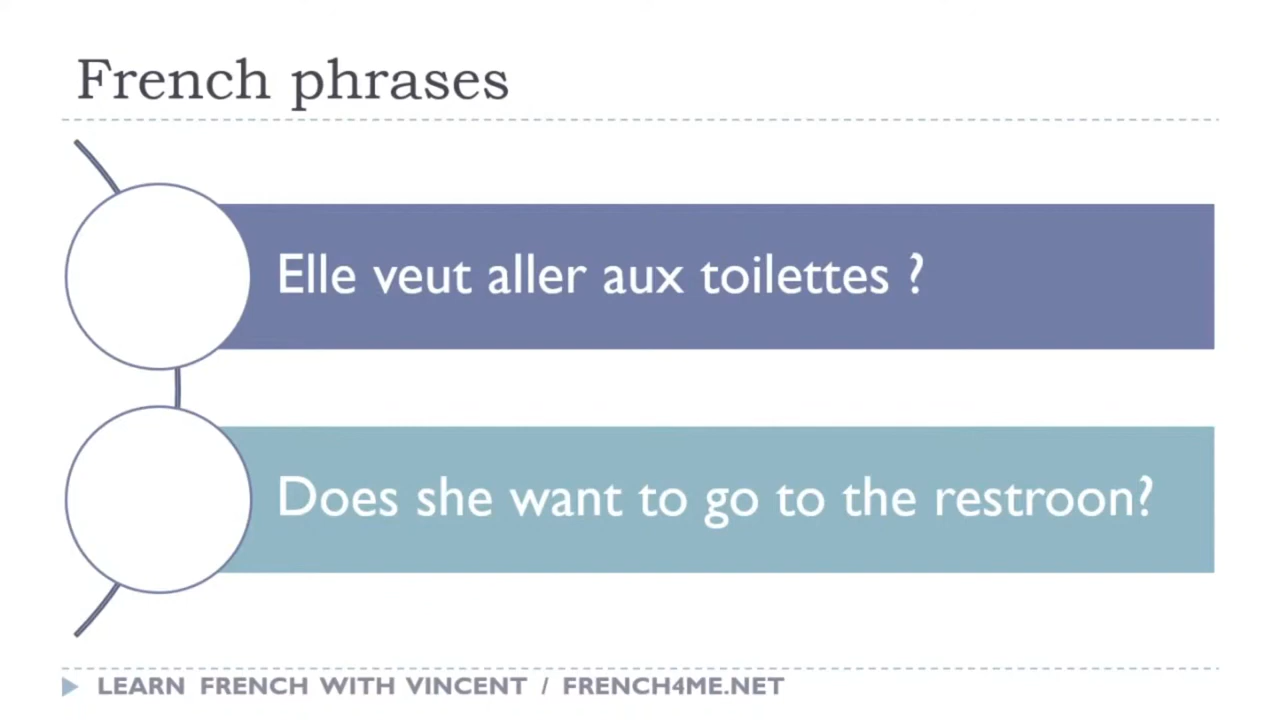 French phrases
Elle veut aller aux toilettes ?
Does she want to go to the restroon?
LEARN FRENCH WITH VINCENT / FRENCH4ME.NET